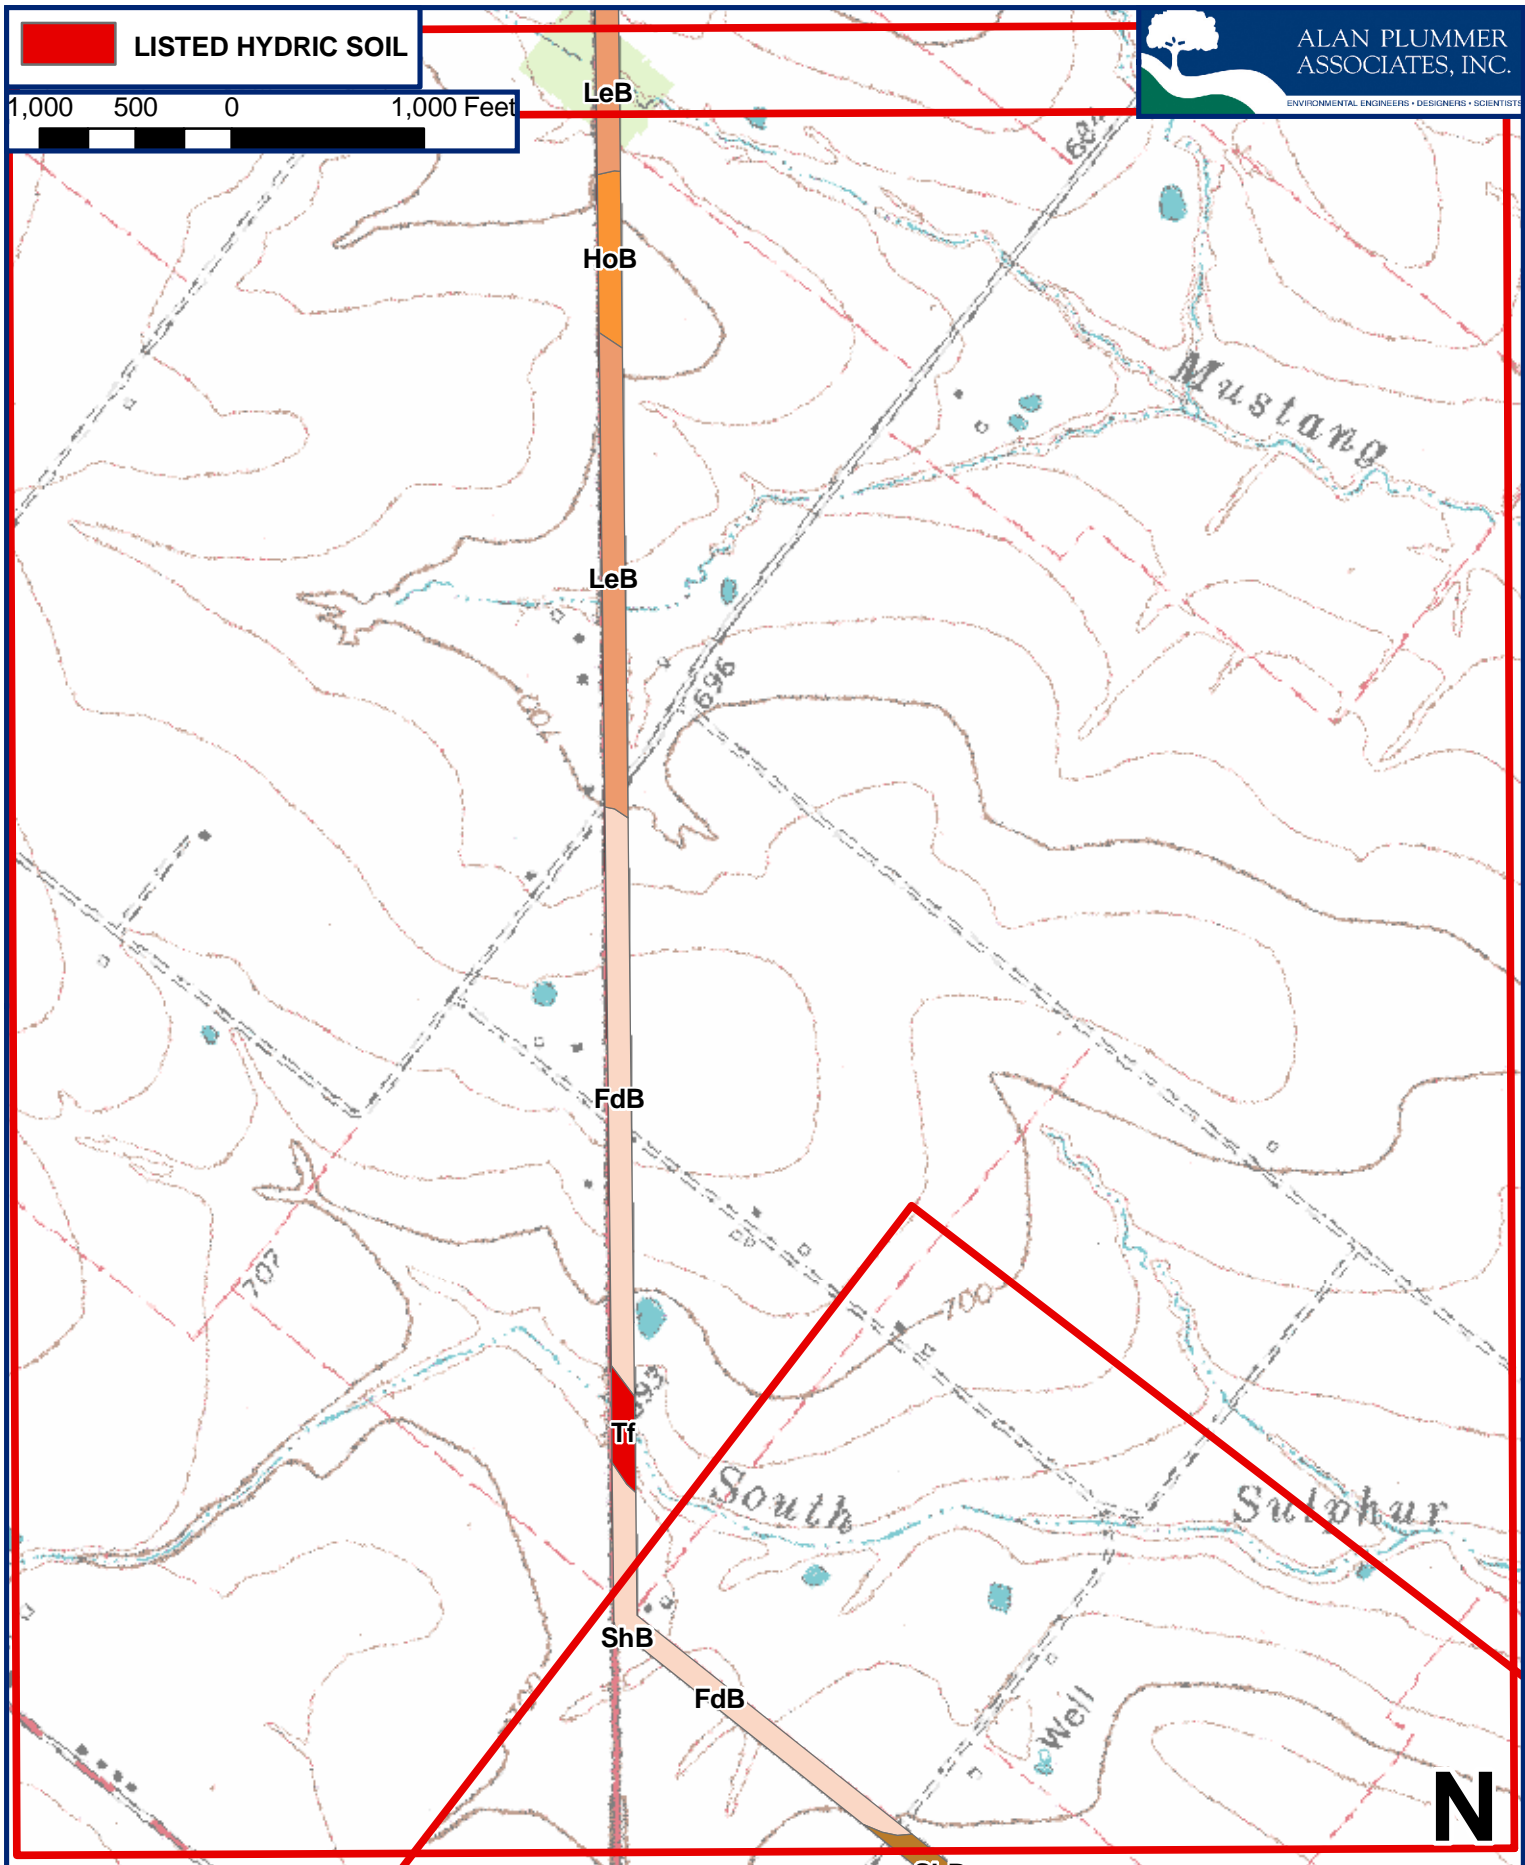 LISTED HYDRIC SOIL
1,000 500 0 1,000 Feet
ALAN PLUMMER
ASSOCIATES, INC.
ENVIRONMENTAL ENGINEERS • DESIGNERS • SCIENTISTS
LeB
HoB
Mustang
LeB
696
700
FdB
707
700
693
Tf
South Sulphur
ShB
FdB
Well
N